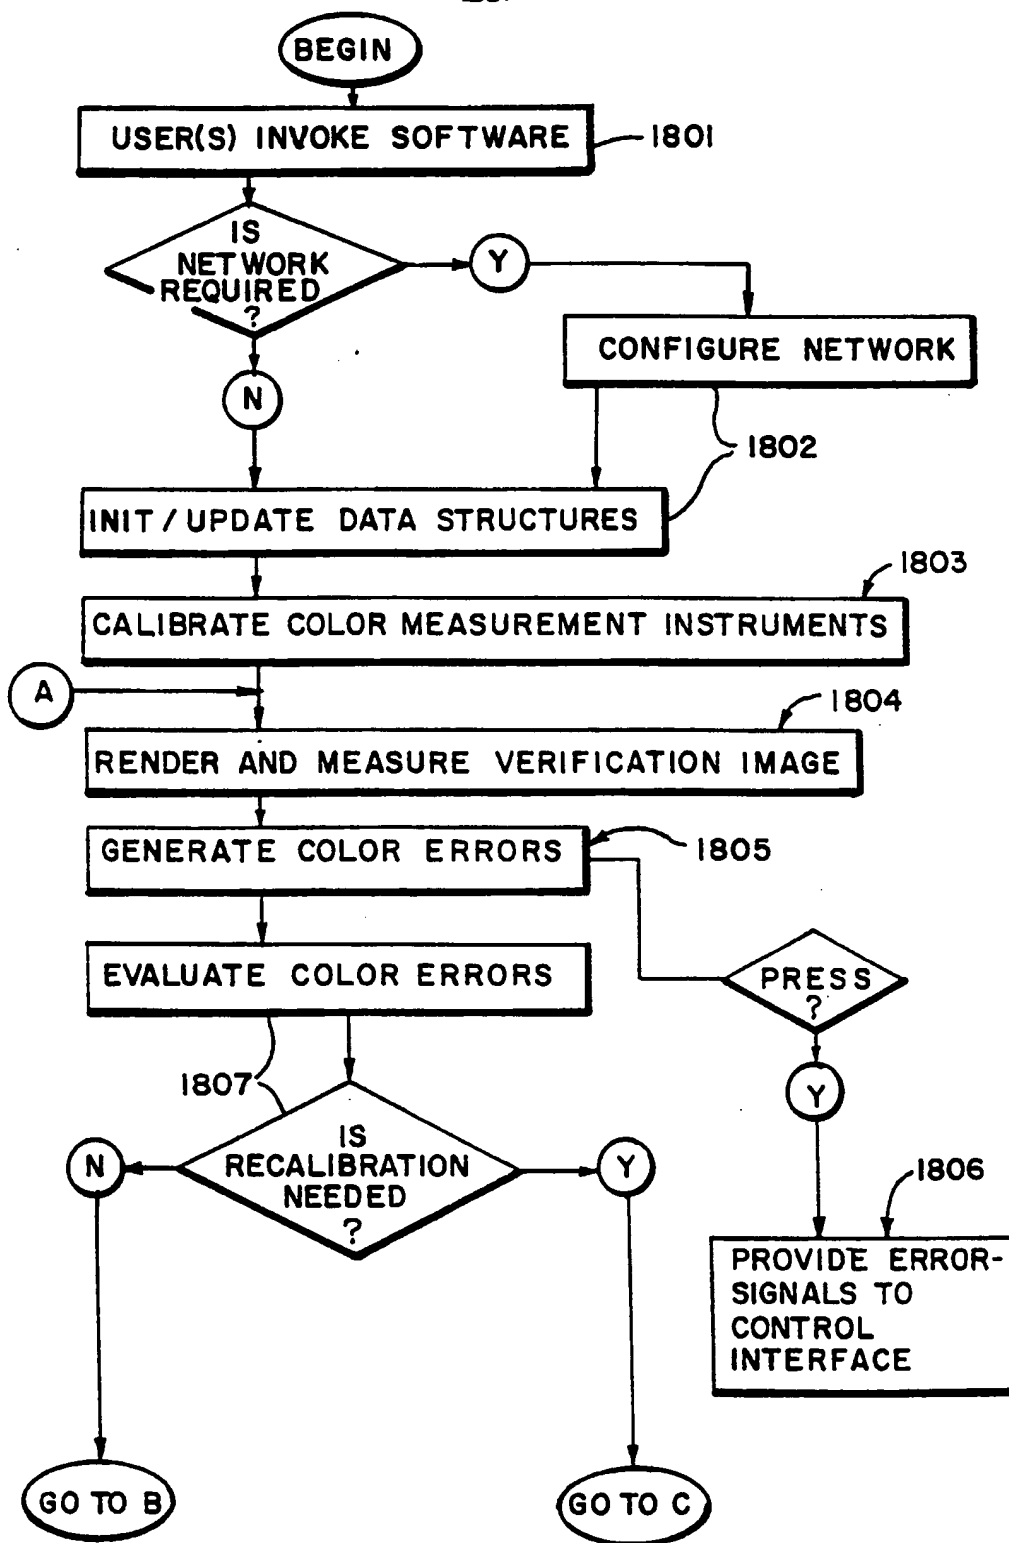 BEGIN
USER(S) INVOKE SOFTWARE
1801
IS
NETWORK
REQUIRED
?
Y
CONFIGURE NETWORK
N
1802
INIT / UPDATE DATA STRUCTURES
1803
CALIBRATE COLOR MEASUREMENT INSTRUMENTS
A
1804
RENDER AND MEASURE VERIFICATION IMAGE
GENERATE COLOR ERRORS
1805
EVALUATE COLOR ERRORS
PRESS
?
Y
1807
IS
RECALIBRATION
NEEDED
?
N
Y
1806
PROVIDE ERROR-
SIGNALS TO
CONTROL
INTERFACE
GO TO B
GO TO C